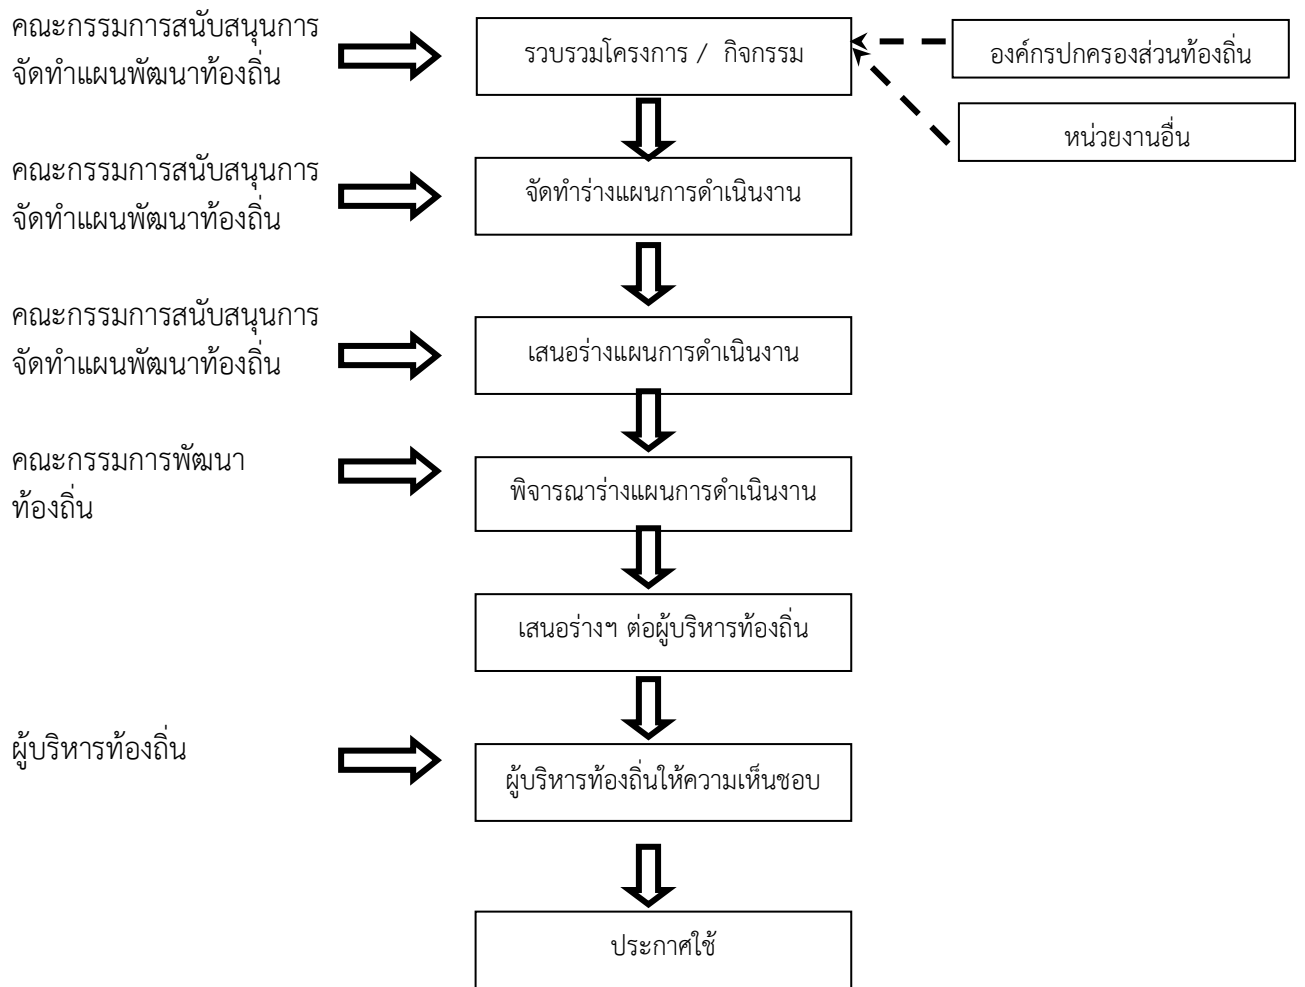 คณะกรรมการสนับสนุนการ
จัดทำแผนพัฒนาท้องถิ่น
รวบรวมโครงการ / กิจกรรม
องค์กรปกครองส่วนท้องถิ่น
หน่วยงานอื่น
คณะกรรมการสนับสนุนการ
จัดทำแผนพัฒนาท้องถิ่น
จัดทำร่างแผนการดำเนินงาน
คณะกรรมการสนับสนุนการ
จัดทำแผนพัฒนาท้องถิ่น
เสนอร่างแผนการดำเนินงาน
คณะกรรมการพัฒนา
ท้องถิ่น
พิจารณาร่างแผนการดำเนินงาน
เสนอร่างฯ ต่อผู้บริหารท้องถิ่น
ผู้บริหารท้องถิ่น
ผู้บริหารท้องถิ่นให้ความเห็นชอบ
ประกาศใช้